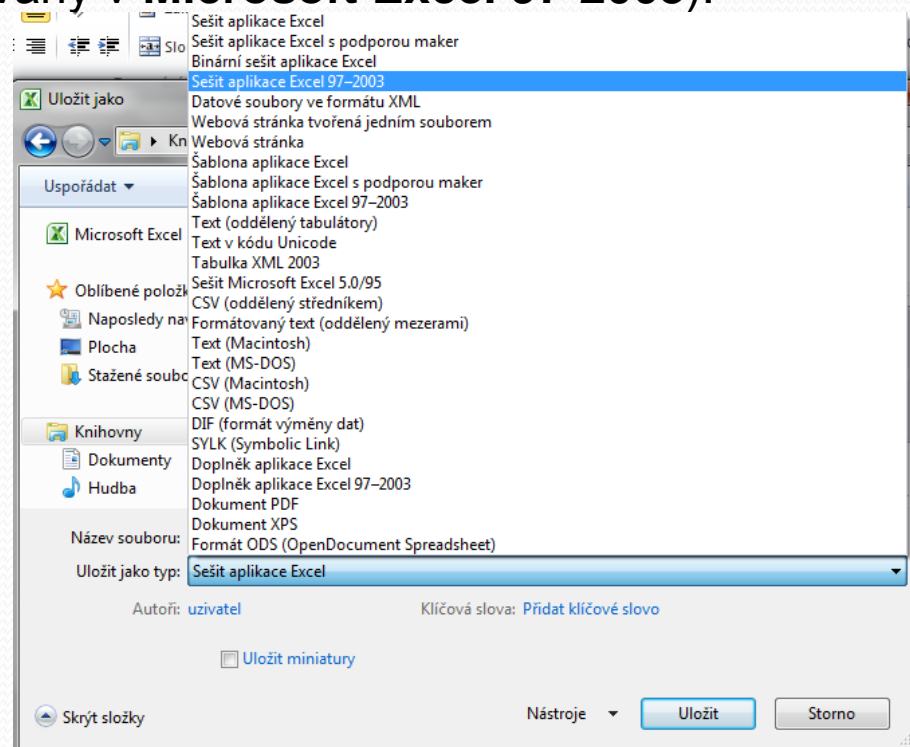 vaný v Microsoft Excel 97-2003).
Slo
Sešit aplikace Excel
Sešit aplikace Excel s podporou maker
Binární sešit aplikace Excel
Sešit aplikace Excel 97–2003
Datové soubory ve formátu XML
Webová stránka tvořená jedním souborem
Webová stránka
Šablona aplikace Excel
Šablona aplikace Excel s podporou maker
Šablona aplikace Excel 97–2003
Text (oddělený tabulátory)
Text v kódu Unicode
Tabulka XML 2003
Sešit Microsoft Excel 5.0/95
CSV (oddělený středníkem)
Formátovaný text (oddělený mezerami)
Text (Macintosh)
Text (MS-DOS)
CSV (Macintosh)
CSV (MS-DOS)
DIF (formát výměny dat)
SYLK (Symbolic Link)
Doplněk aplikace Excel
Doplněk aplikace Excel 97–2003
Dokument PDF
Dokument XPS
Formát ODS (OpenDocument Spreadsheet)
Uložit jako
Kn
Uspořádat
Microsoft Excel
Oblíbené polož
Naposledy na
Plocha
Stažené soubo
Knihovny
Dokumenty
Hudba
Název souboru:
Uložit jako typ: Sešit aplikace Excel
Autoři: uzivatel Klíčová slova: Přidat klíčové slovo
Uložit miniatury
Skrýt složky Nástroje Uložit Storno